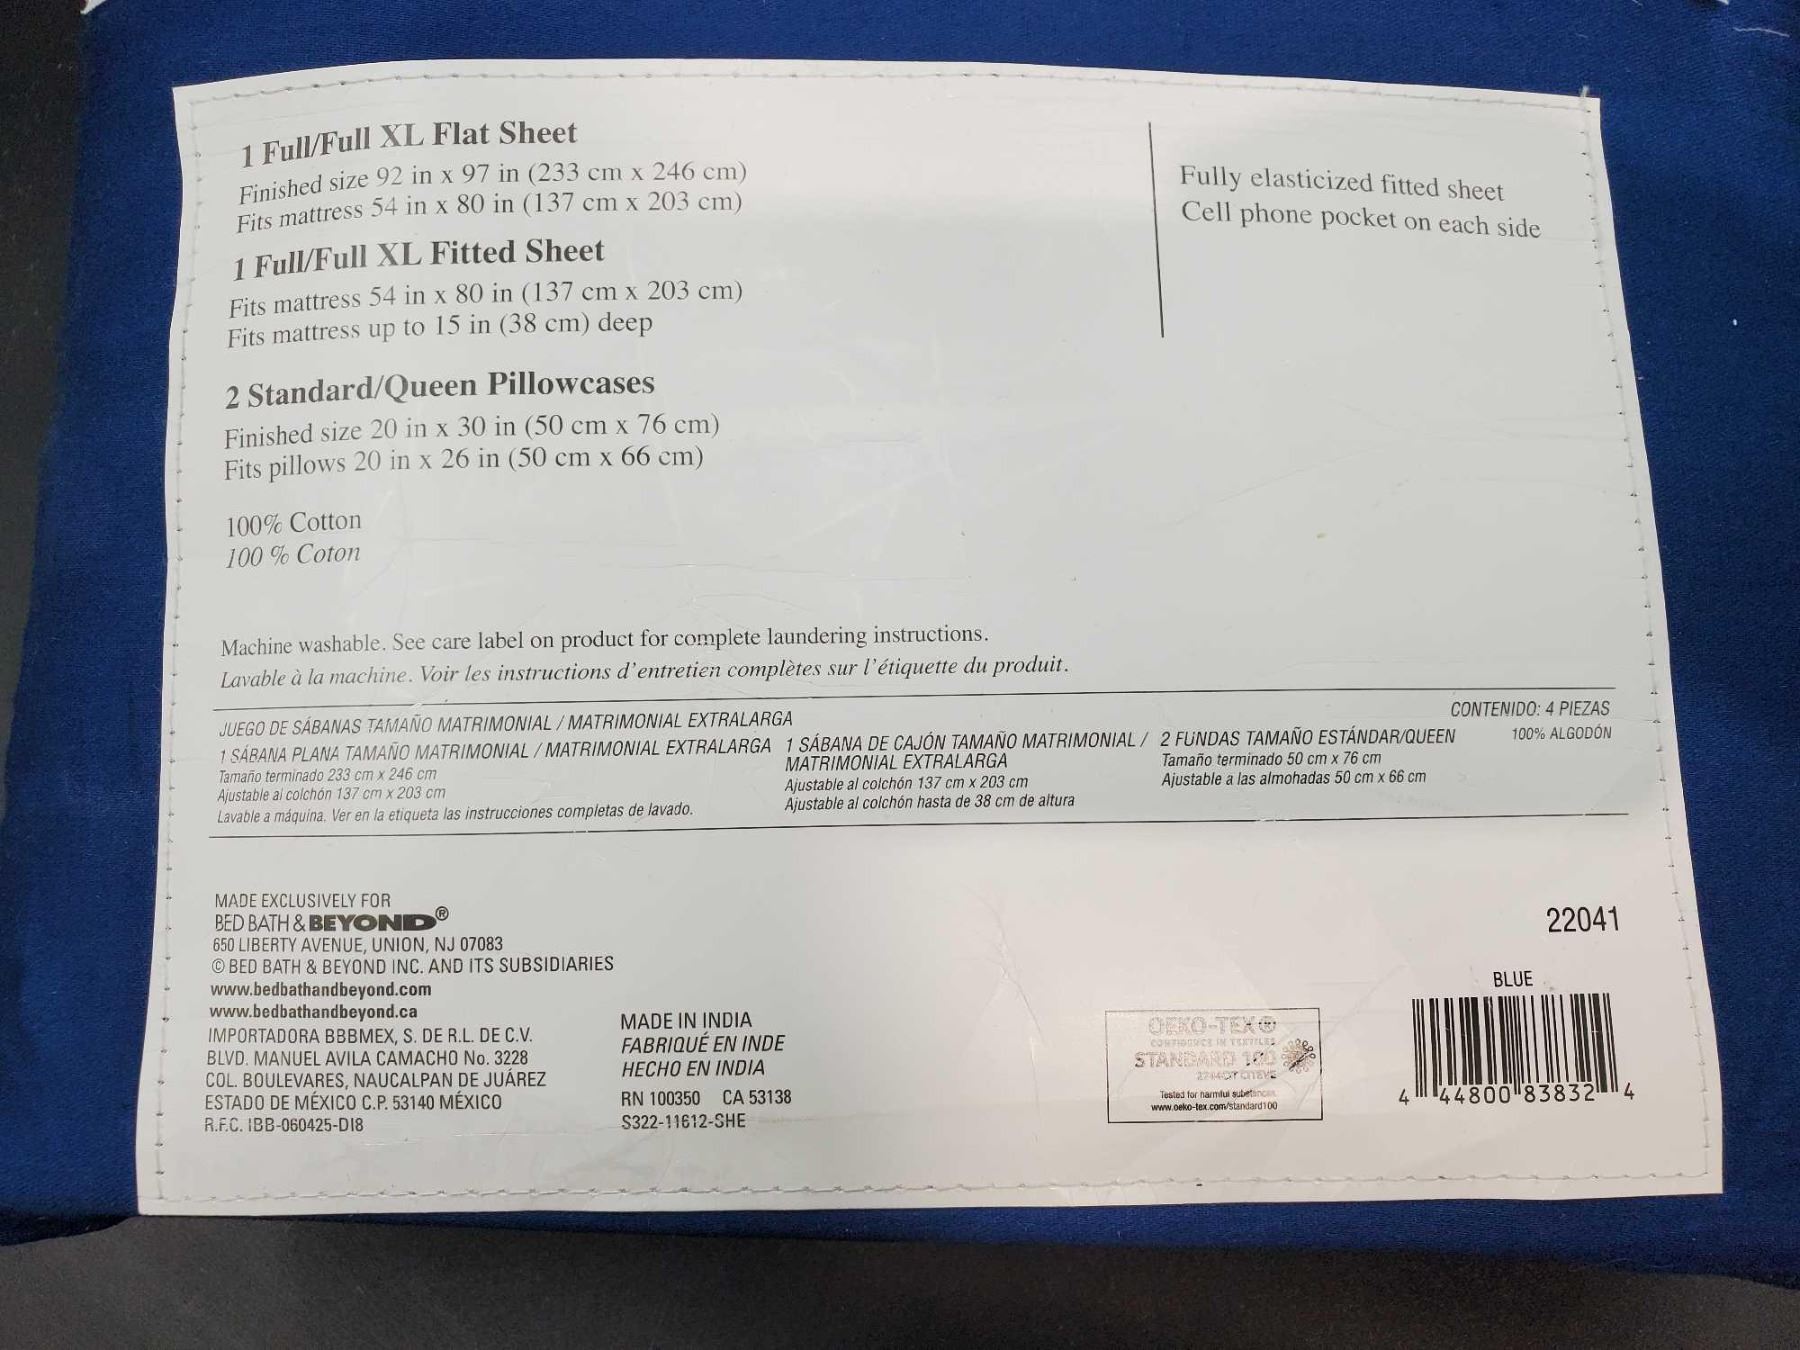 1 Full/Full XL Flat Sheet
Finished size 92 in x 97 in (233 cm x 246 cm)
Fits mattress 54 in x 80 in (137 cm x 203 cm)
1 Full/Full XL Fitted Sheet
Fits mattress 54 in x 80 in (137 cm x 203 cm)
Fits mattress up to 15 in (38 cm) deep
2 Standard/Queen Pillowcases
Finished size 20 in x 30 in (50 cm x 76 cm)
Fits pillows 20 in x 26 in (50 cm x 66 cm)
100% Cotton
100 % Coton
Fully elasticized fitted sheet
Cell phone pocket on each side
Machine washable. See care label on product for complete laundering instructions.
Lavable à la machine. Voir les instructions d'entretien complètes sur l'étiquette du produit.
JUEGO DE SÁBANAS TAMAÑO MATRIMONIAL / MATRIMONIAL EXTRALARGA
CONTENIDO: 4 PIEZAS
100% ALGODÓN
1 SÁBANA PLANA TAMAÑO MATRIMONIAL / MATRIMONIAL EXTRALARGA
Tamaño terminado 233 cm x 246 cm
Ajustable al colchón 137 cm x 203 cm
Lavable a máquina. Ver en la etiqueta las instrucciones completas de lavado.
1 SÁBANA DE CAJÓN TAMAÑO MATRIMONIAL /
MATRIMONIAL EXTRALARGA
Ajustable al colchón 137 cm x 203 cm
Ajustable al colchón hasta de 38 cm de altura
2 FUNDAS TAMAÑO ESTÁNDAR/QUEEN
Tamaño terminado 50 cm x 76 cm
Ajustable a las almohadas 50 cm x 66 cm
MADE EXCLUSIVELY FOR
BED BATH & BEYOND®
650 LIBERTY AVENUE, UNION, NJ 07083
© BED BATH & BEYOND INC. AND ITS SUBSIDIARIES
www.bedbathandbeyond.com
www.bedbathandbeyond.ca
IMPORTADORA BBBMEX, S. DE R.L. DE C.V.
BLVD. MANUEL AVILA CAMACHO No. 3228
COL. BOULEVARES, NAUCALPAN DE JUÁREZ
ESTADO DE MÉXICO C.P. 53140 MÉXICO
R.F.C. IBB-060425-DI8
MADE IN INDIA
FABRIQUÉ EN INDE
HECHO EN INDIA
RN 100350 CA 53138
S322-11612-SHE
OEKO-TEX®
CONFIDENCE IN TEXTILES
STANDARD 100
CITEVE
Tested for harmful substances
www.oeko-tex.com/standard100
22041
BLUE
4 44800 83832 4